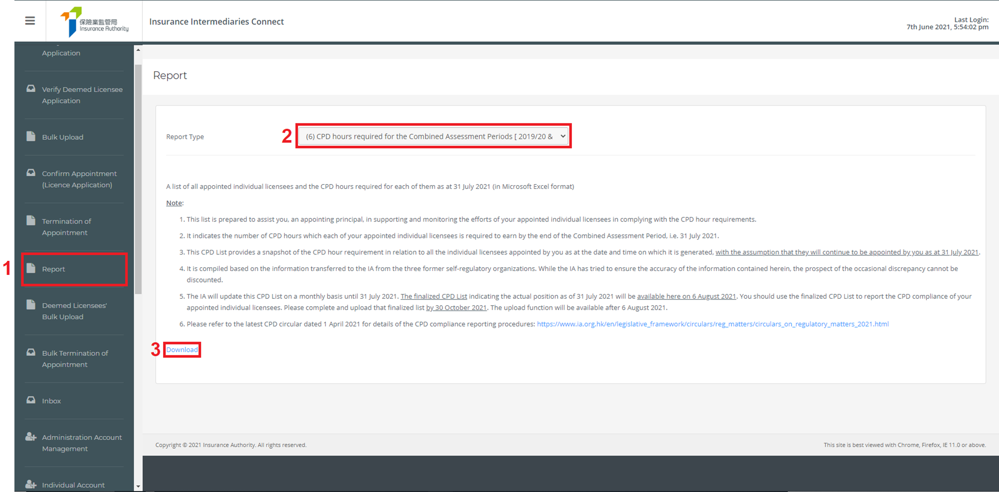 保險業監管局
Insurance Authority
Insurance Intermediaries Connect
Last Login:
7th June 2021, 5:54:02 pm
Application
Verify Deemed Licensee
Application
Bulk Upload
Confirm Appointment
(Licence Application)
Termination of
Appointment
1
Report
Deemed Licensees'
Bulk Upload
Bulk Termination of
Appointment
Inbox
Administration Account
Management
Individual Account
Report
Report Type
2
(6) CPD hours required for the Combined Assessment Periods [ 2019/20 &
A list of all appointed individual licensees and the CPD hours required for each of them as at 31 July 2021 (in Microsoft Excel format)
Note:
1. This list is prepared to assist you, an appointing principal, in supporting and monitoring the efforts of your appointed individual licensees in complying with the CPD hour requirements.
2. It indicates the number of CPD hours which each of your appointed individual licensees is required to earn by the end of the Combined Assessment Period, i.e. 31 July 2021.
3. This CPD List provides a snapshot of the CPD hour requirement in relation to all the individual licensees appointed by you as at the date and time on which it is generated, with the assumption that they will continue to be appointed by you as at 31 July 2021.
4. It is compiled based on the information transferred to the IA from the three former self-regulatory organizations. While the IA has tried to ensure the accuracy of the information contained herein, the prospect of the occasional discrepancy cannot be
discounted.
5. The IA will update this CPD List on a monthly basis until 31 July 2021. The finalized CPD List indicating the actual position as of 31 July 2021 will be available here on 6 August 2021. You should use the finalized CPD List to report the CPD compliance of your
appointed individual licensees. Please complete and upload that finalized list by 30 October 2021. The upload function will be available after 6 August 2021.
6. Please refer to the latest CPD circular dated 1 April 2021 for details of the CPD compliance reporting procedures: https://www.ia.org.hk/en/legislative_framework/circulars/reg_matters/circulars_on_regulatory_matters_2021.html
3
Download
Copyright © 2021 Insurance Authority. All rights reserved.
This site is best viewed with Chrome, Firefox, IE 11.0 or above.